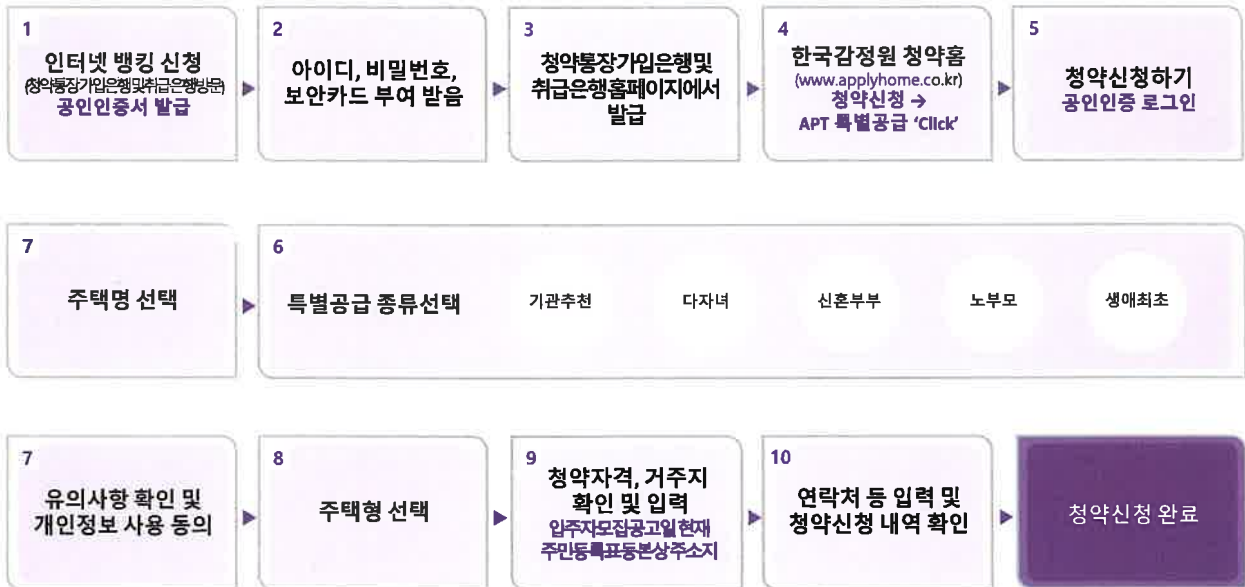 1
인터넷 뱅킹 신청
(청약통장가입은행및취급은행방문)
공인인증서 발급
2
아이디, 비밀번호,
보안카드 부여 받음
3
청약통장가입은행및
취급은행홈페이지에서
발급
4
한국감정원 청약홈
(www.applyhome.co.kr)
청약신청 →
APT 특별공급 ‘Click’
5
청약신청하기
공인인증 로그인
7
주택명 선택
6
특별공급 종류선택
기관추천
다자녀
신혼부부
노부모
생애최초
7
유의사항 확인 및
개인정보 사용 동의
8
주택형 선택
9
청약자격, 거주지
확인 및 입력
입주자모집공고일 현재
주민등록표등본상주소지
10
연락처 등 입력 및
청약신청 내역 확인
청약신청 완료